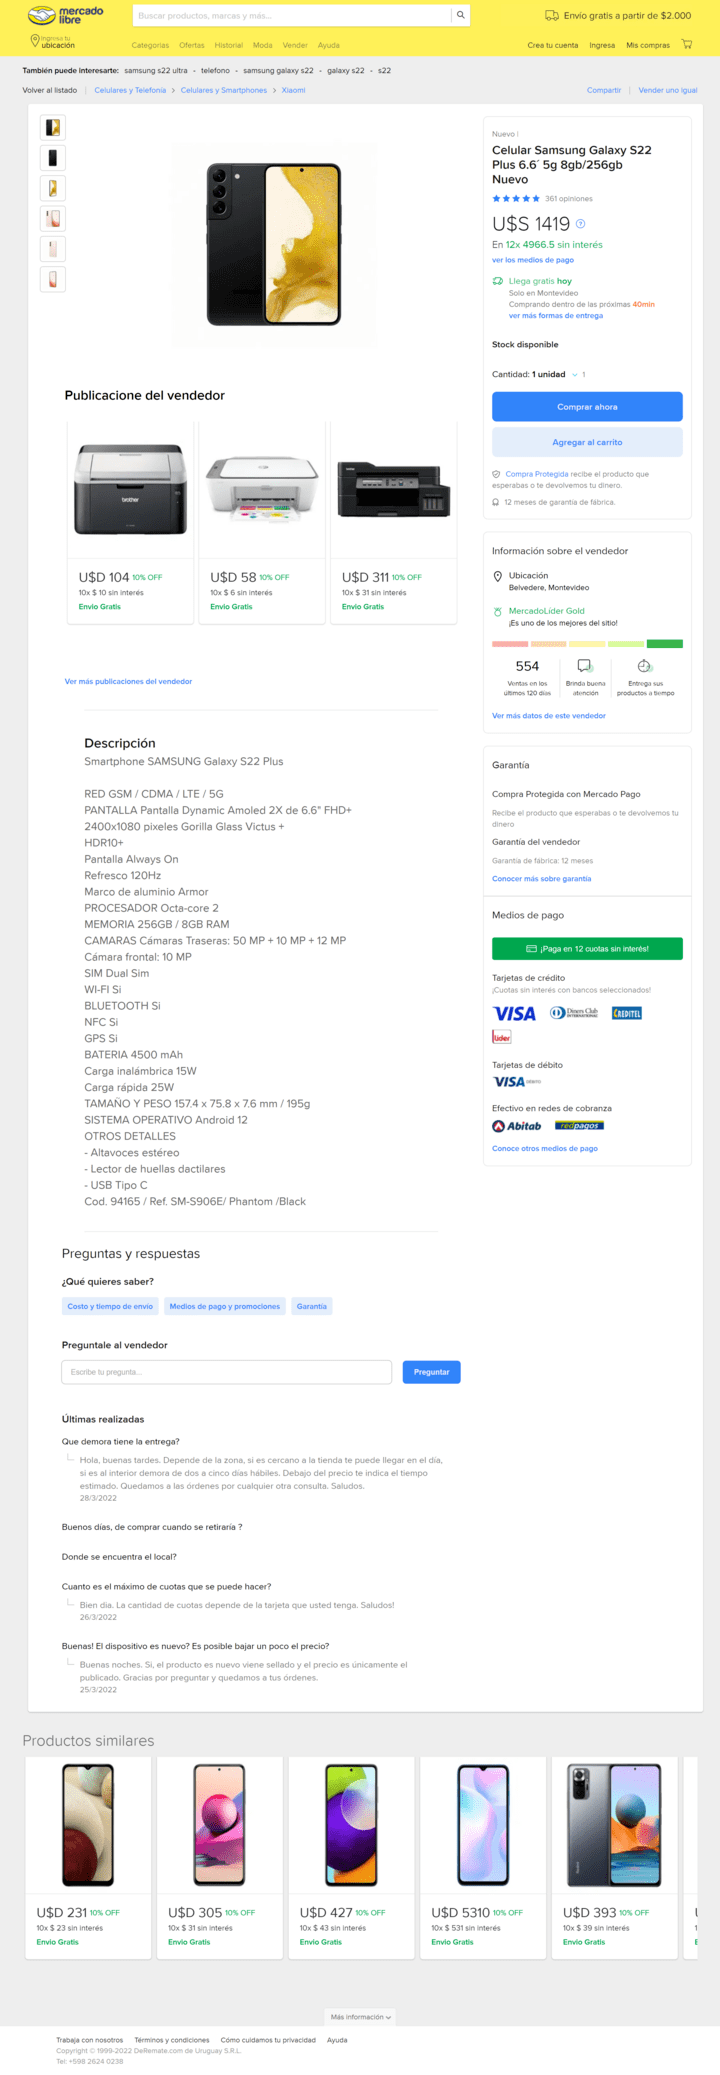 mercado
libre
Buscar productos, marcas y más...
Envío gratis a partir de $2.000
Ingresa tu
ubicación
Categorías Ofertas Historial Moda Vender Ayuda
Crea tu cuenta Ingresa Mis compras
También puede interesarte: samsung s22 ultra - telefono - samsung galaxy s22 - galaxy s22 - s22
Volver al listado | Celulares y Telefonía > Celulares y Smartphones > Xiaomi
Compartir | Vender uno igual
Nuevo |
Celular Samsung Galaxy S22
Plus 6.6´ 5g 8gb/256gb
Nuevo
361 opiniones
U$S 1419
En 12x 4966.5 sin interés
ver los medios de pago
Llega gratis hoy
Solo en Montevideo
Comprando dentro de las próximas 40min
ver más formas de entrega
Stock disponible
Cantidad: 1 unidad 1
Comprar ahora
Agregar al carrito
Compra Protegida recibe el producto que
esperabas o te devolvemos tu dinero.
12 meses de garantía de fábrica.
Publicacione del vendedor
brother
U$D 104 10% OFF
10x $ 10 sin interés
Envio Gratis
U$D 58 10% OFF
10x $ 6 sin interés
Envio Gratis
U$D 311 10% OFF
10x $ 31 sin interés
Envio Gratis
Ver más publicaciones del vendedor
Información sobre el vendedor
Ubicación
Belvedere, Montevideo
MercadoLíder Gold
¡Es uno de los mejores del sitio!
554
Ventas en los
últimos 120 días
Brinda buena
atención
Entrega sus
productos a tiempo
Ver más datos de este vendedor
Garantía
Compra Protegida con Mercado Pago
Recibe el producto que esperabas o te devolvemos tu
dinero
Garantía del vendedor
Garantía de fábrica: 12 meses
Conocer más sobre garantía
Medios de pago
¡Paga en 12 cuotas sin interés!
Tarjetas de crédito
¡Cuotas sin interés con bancos seleccionados!
VISA Diners Club INTERNATIONAL CREDITEL
lider
Tarjetas de débito
VISA DEBITO
Efectivo en redes de cobranza
Abitab redpagos
Conoce otros medios de pago
Descripción
Smartphone SAMSUNG Galaxy S22 Plus
RED GSM / CDMA / LTE / 5G
PANTALLA Pantalla Dynamic Amoled 2X de 6.6" FHD+
2400x1080 pixeles Gorilla Glass Victus +
HDR10+
Pantalla Always On
Refresco 120Hz
Marco de aluminio Armor
PROCESADOR Octa-core 2
MEMORIA 256GB / 8GB RAM
CAMARAS Cámaras Traseras: 50 MP + 10 MP + 12 MP
Cámara frontal: 10 MP
SIM Dual Sim
WI-FI Si
BLUETOOTH Si
NFC Si
GPS Si
BATERIA 4500 mAh
Carga inalámbrica 15W
Carga rápida 25W
TAMAÑO Y PESO 157.4 x 75.8 x 7.6 mm / 195g
SISTEMA OPERATIVO Android 12
OTROS DETALLES
- Altavoces estéreo
- Lector de huellas dactilares
- USB Tipo C
Cod. 94165 / Ref. SM-S906E/ Phantom /Black
Preguntas y respuestas
¿Qué quieres saber?
Costo y tiempo de envío Medios de pago y promociones Garantía
Preguntale al vendedor
Escribe tu pregunta...
Preguntar
Últimas realizadas
Que demora tiene la entrega?
Hola, buenas tardes. Depende de la zona, si es cercano a la tienda te puede llegar en el día,
si es al interior demora de dos a cinco días hábiles. Debajo del precio te indica el tiempo
estimado. Quedamos a las órdenes por cualquier otra consulta. Saludos.
28/3/2022
Buenos días, de comprar cuando se retiraría ?
Donde se encuentra el local?
Cuanto es el máximo de cuotas que se puede hacer?
Bien dia. La cantidad de cuotas depende de la tarjeta que usted tenga. Saludos!
26/3/2022
Buenas! El dispositivo es nuevo? Es posible bajar un poco el precio?
Buenas noches. Si, el producto es nuevo viene sellado y el precio es únicamente el
publicado. Gracias por preguntar y quedamos a tus órdenes.
25/3/2022
Productos similares
U$D 231 10% OFF
10x $ 23 sin interés
Envio Gratis
U$D 305 10% OFF
10x $ 31 sin interés
Envio Gratis
U$D 427 10% OFF
10x $ 43 sin interés
Envio Gratis
U$D 5310 10% OFF
10x $ 531 sin interés
Envio Gratis
U$D 393 10% OFF
10x $ 39 sin interés
Envio Gratis
Más información
Trabaja con nosotros Términos y condiciones Cómo cuidamos tu privacidad Ayuda
Copyright © 1999-2022 DeRemate.com de Uruguay S.R.L.
Tel: +598 2624 0238